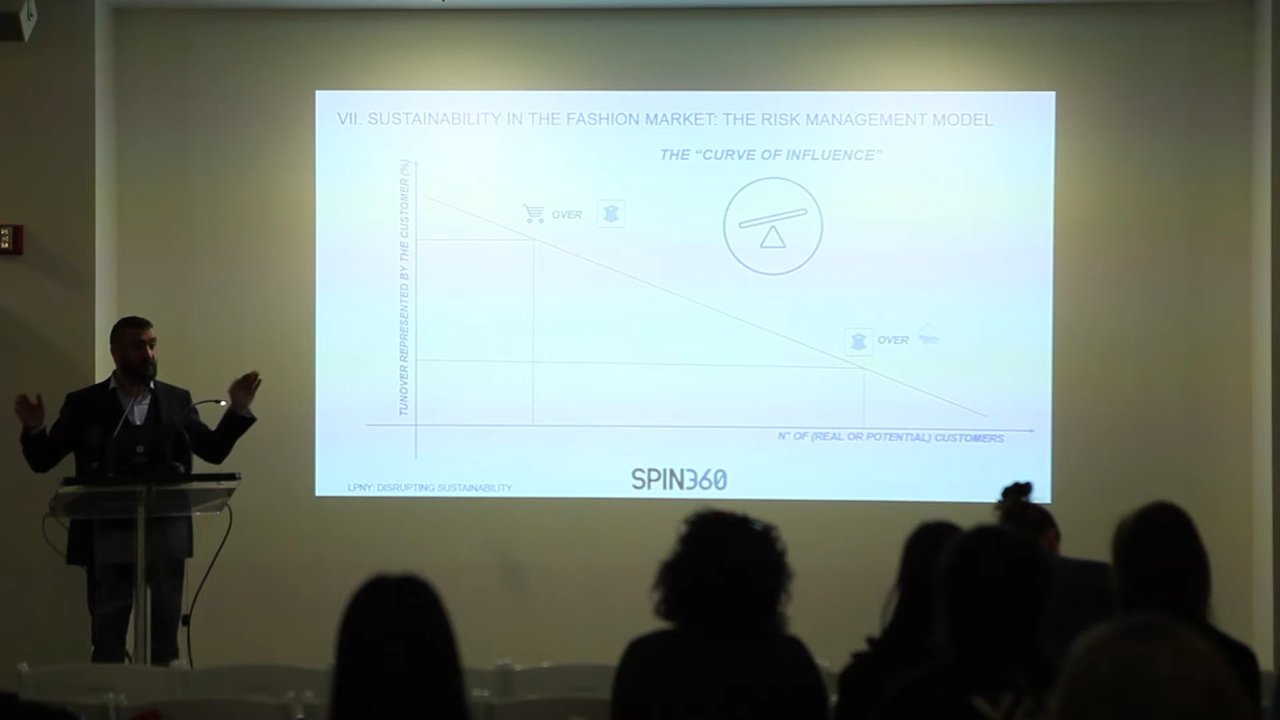 VII. SUSTAINABILITY IN THE FASHION MARKET: THE RISK MANAGEMENT MODEL
THE “CURVE OF INFLUENCE”
TUNOVER REPRESENTED BY THE CUSTOMER (%)
OVER
OVER
N° OF (REAL OR POTENTIAL) CUSTOMERS
SPIN360
LPNY: DISRUPTING SUSTAINABILITY